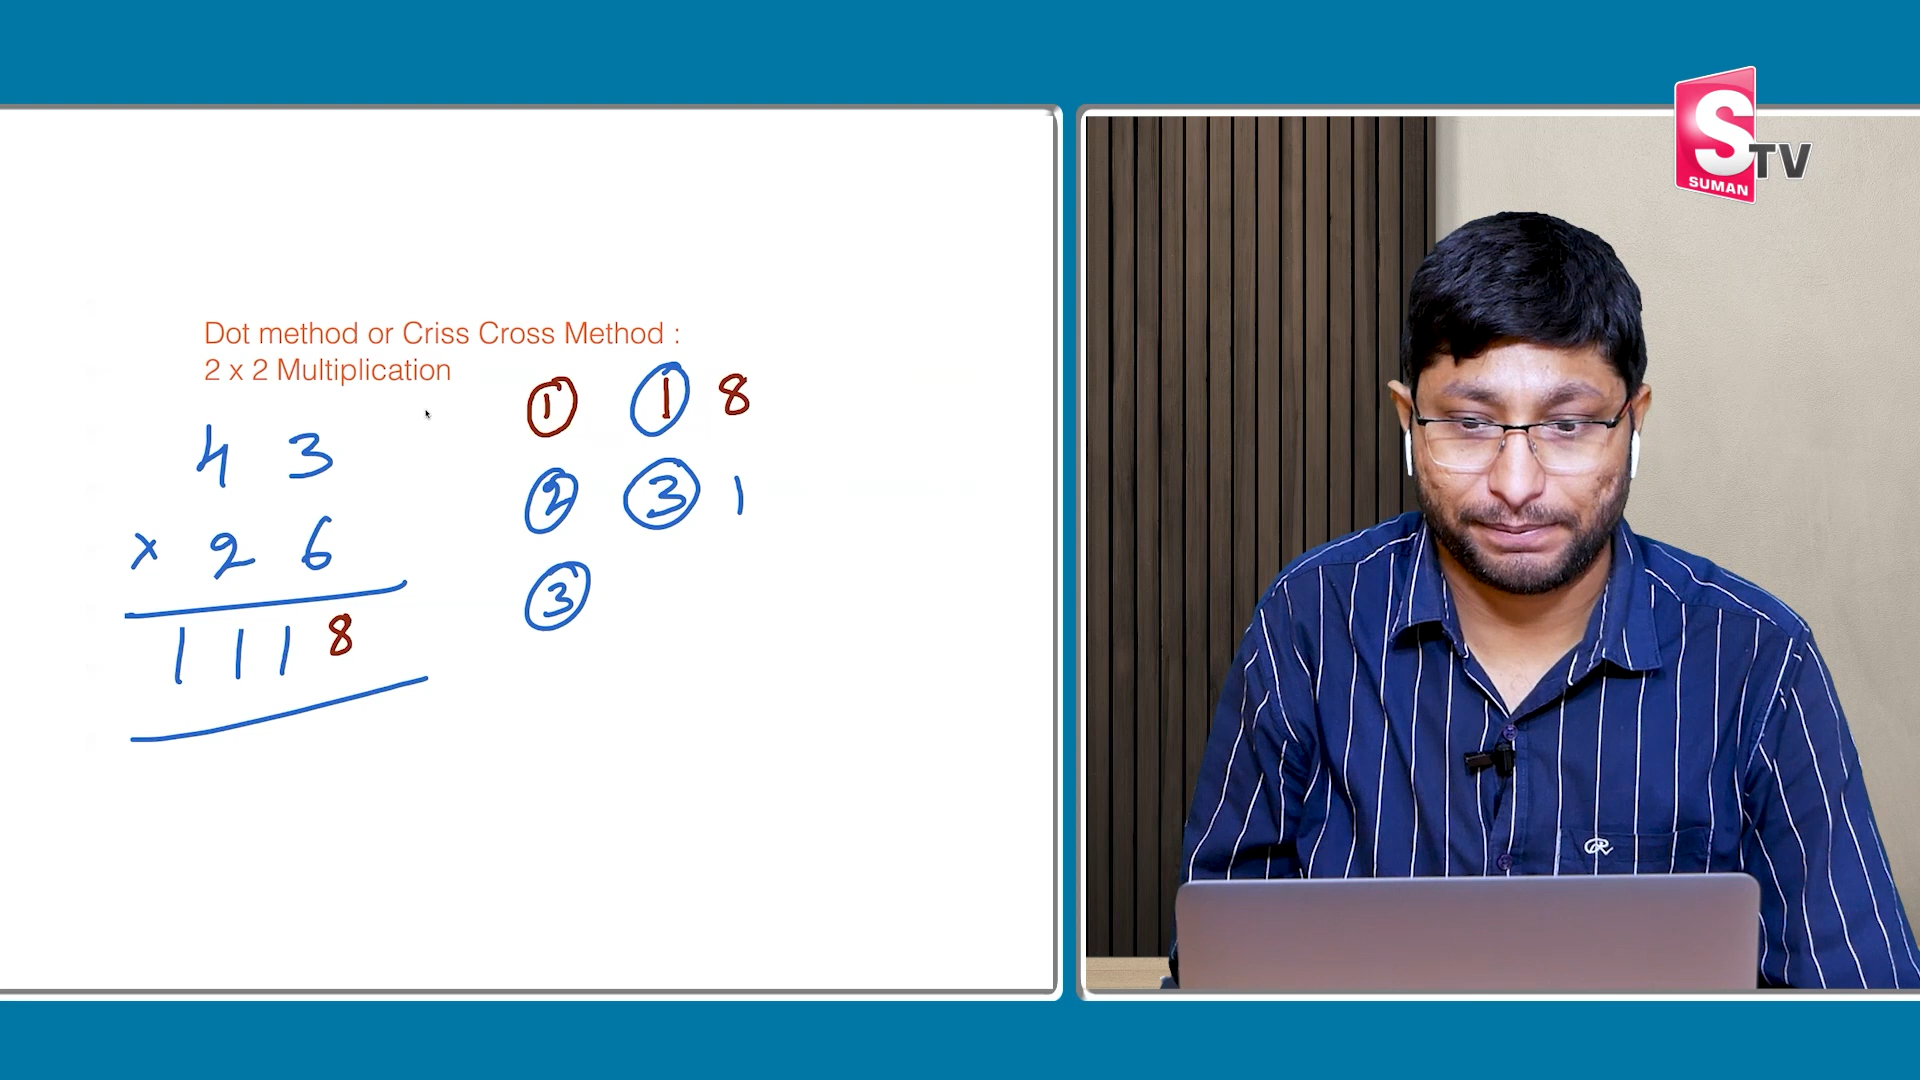 Dot method or Criss Cross Method :
2 x 2 Multiplication
4 3
x 2 6
1 1 1 8
1 1 8
2 3 1
3
S TV
SUMAN